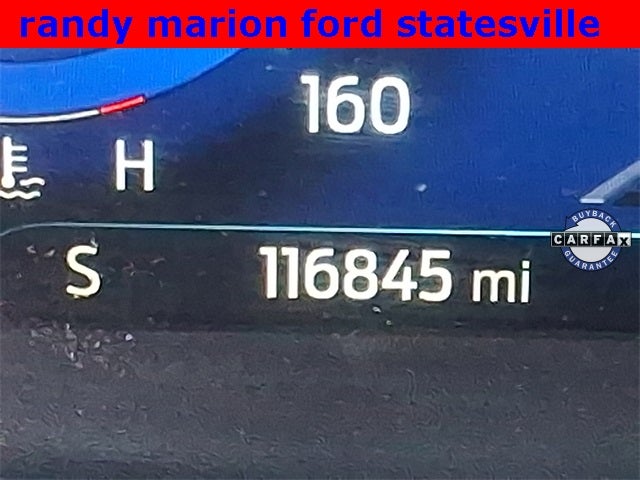 randy marion ford statesville
160
H
BUYBACK
CARFAX
GUARANTEE
S 116845 mi